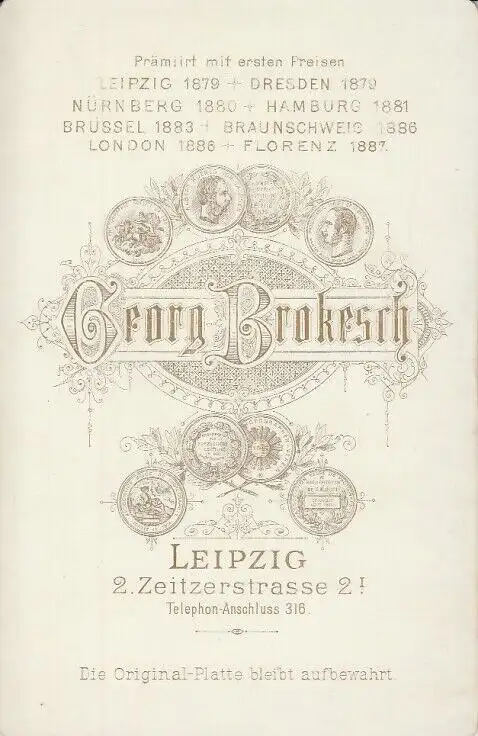 Prämiirt mit ersten Preisen
LEIPZIG 1879 + DRESDEN 1879
NÜRNBERG 1880 + HAMBURG 1881
BRÜSSEL 1883 + BRAUNSCHWEIG 1886
LONDON 1886 + FLORENZ 1887.
Georg Brokesch
LEIPZIG
2. Zeitzerstrasse 2 I
Telephon-Anschluss 316.
Die Original-Platte bleibt aufbewahrt.